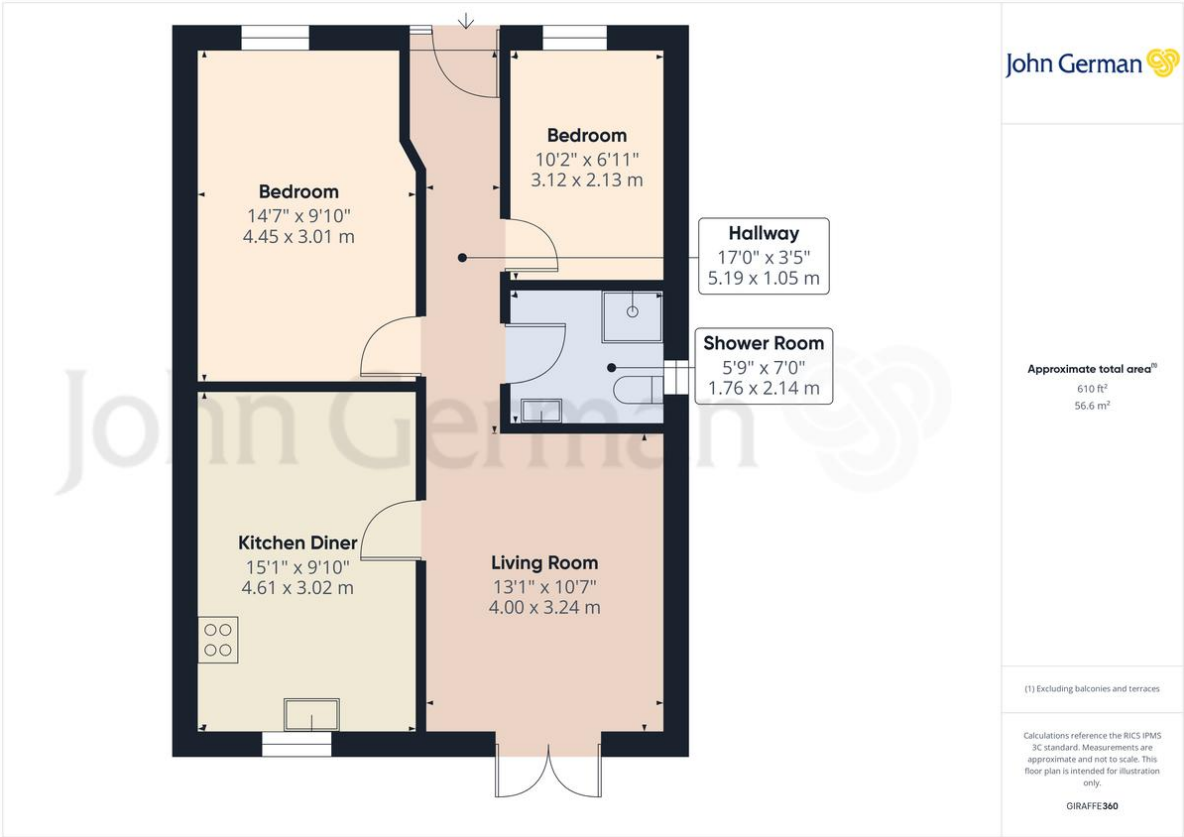 John German
Bedroom
14'7" x 9'10"
4.45 x 3.01 m
Bedroom
10'2" x 6'11"
3.12 x 2.13 m
Hallway
17'0" x 3'5"
5.19 x 1.05 m
Shower Room
5'9" x 7'0"
1.76 x 2.14 m
John German
Kitchen Diner
15'1" x 9'10"
4.61 x 3.02 m
Living Room
13'1" x 10'7"
4.00 x 3.24 m
Approximate total area⁽¹⁾
610 ft²
56.6 m²
(1) Excluding balconies and terraces
Calculations reference the RICS IPMS
3C standard. Measurements are
approximate and not to scale. This
floor plan is intended for illustration
only.
GIRAFFE360